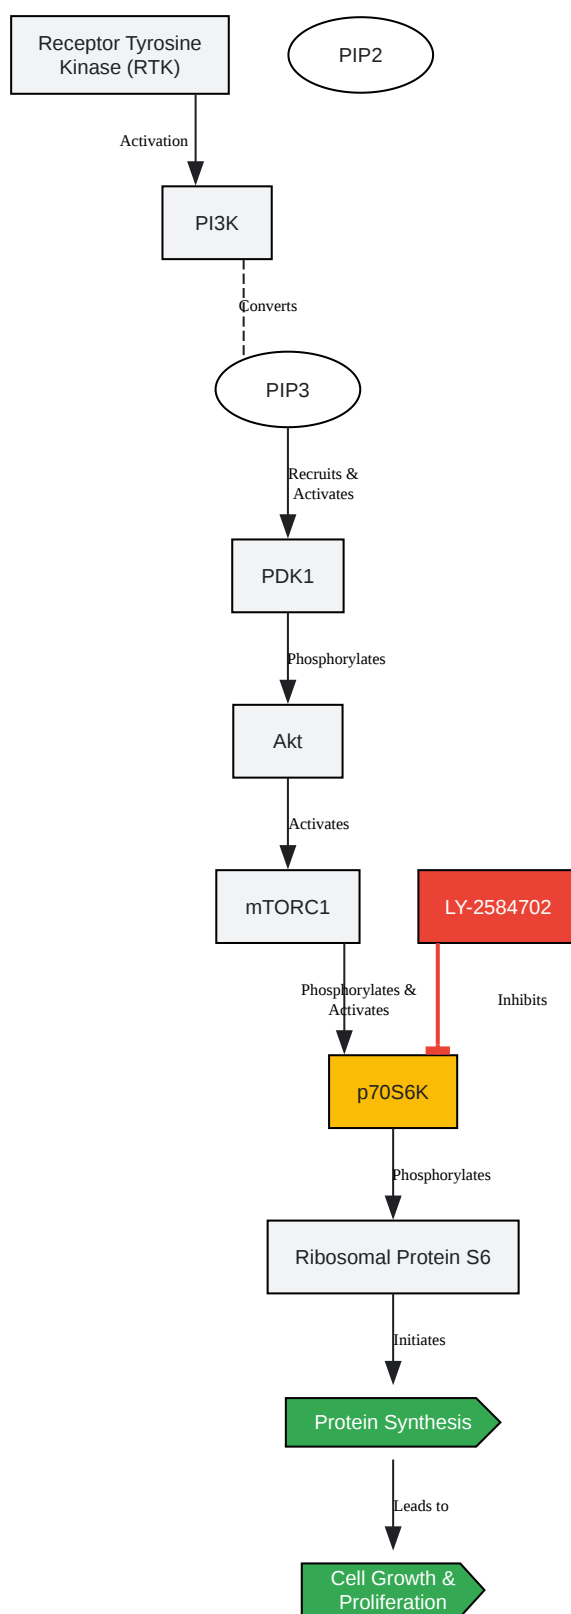 Receptor Tyrosine
Kinase (RTK)
PIP2
Activation
PI3K
Converts
PIP3
Recruits &
Activates
PDK1
Phosphorylates
Akt
Activates
mTORC1
LY-2584702
Phosphorylates &
Activates
Inhibits
p70S6K
Phosphorylates
Ribosomal Protein S6
Initiates
Protein Synthesis
Leads to
Cell Growth &
Proliferation